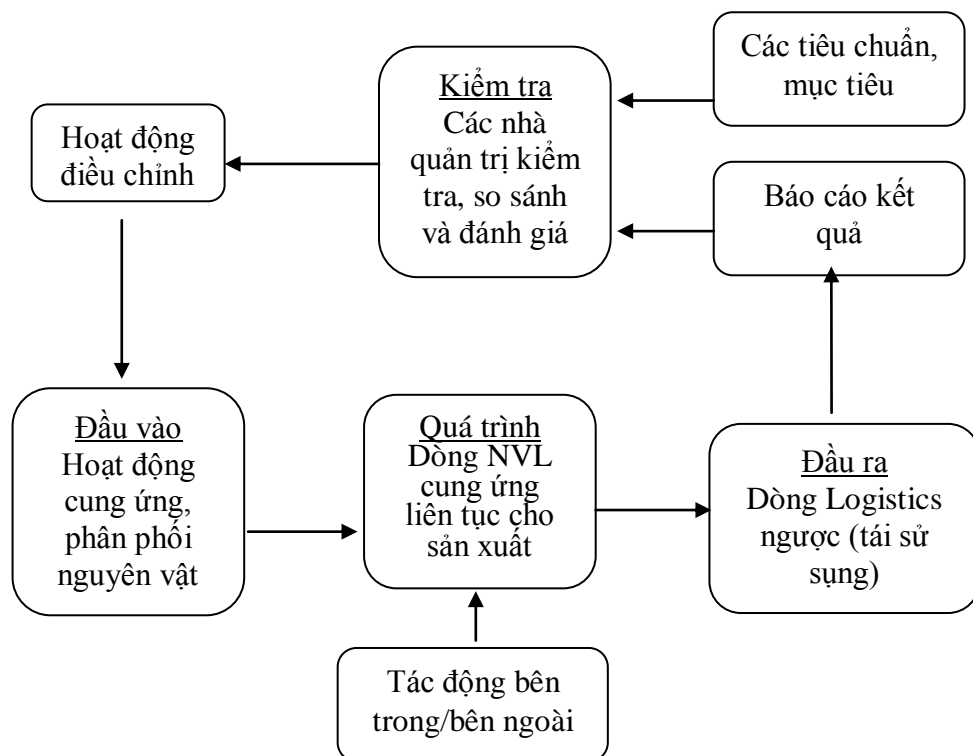 Các tiêu chuẩn,
mục tiêu
Kiểm tra
Các nhà
quản trị kiểm
tra, so sánh
và đánh giá
Hoạt động
điều chỉnh
Báo cáo kết
quả
Đầu vào
Hoạt động
cung ứng,
phân phối
nguyên vật
Quá trình
Dòng NVL
cung ứng
liên tục cho
sản xuất
Đầu ra
Dòng Logistics
ngược (tái sử
sụng)
Tác động bên
trong/bên ngoài